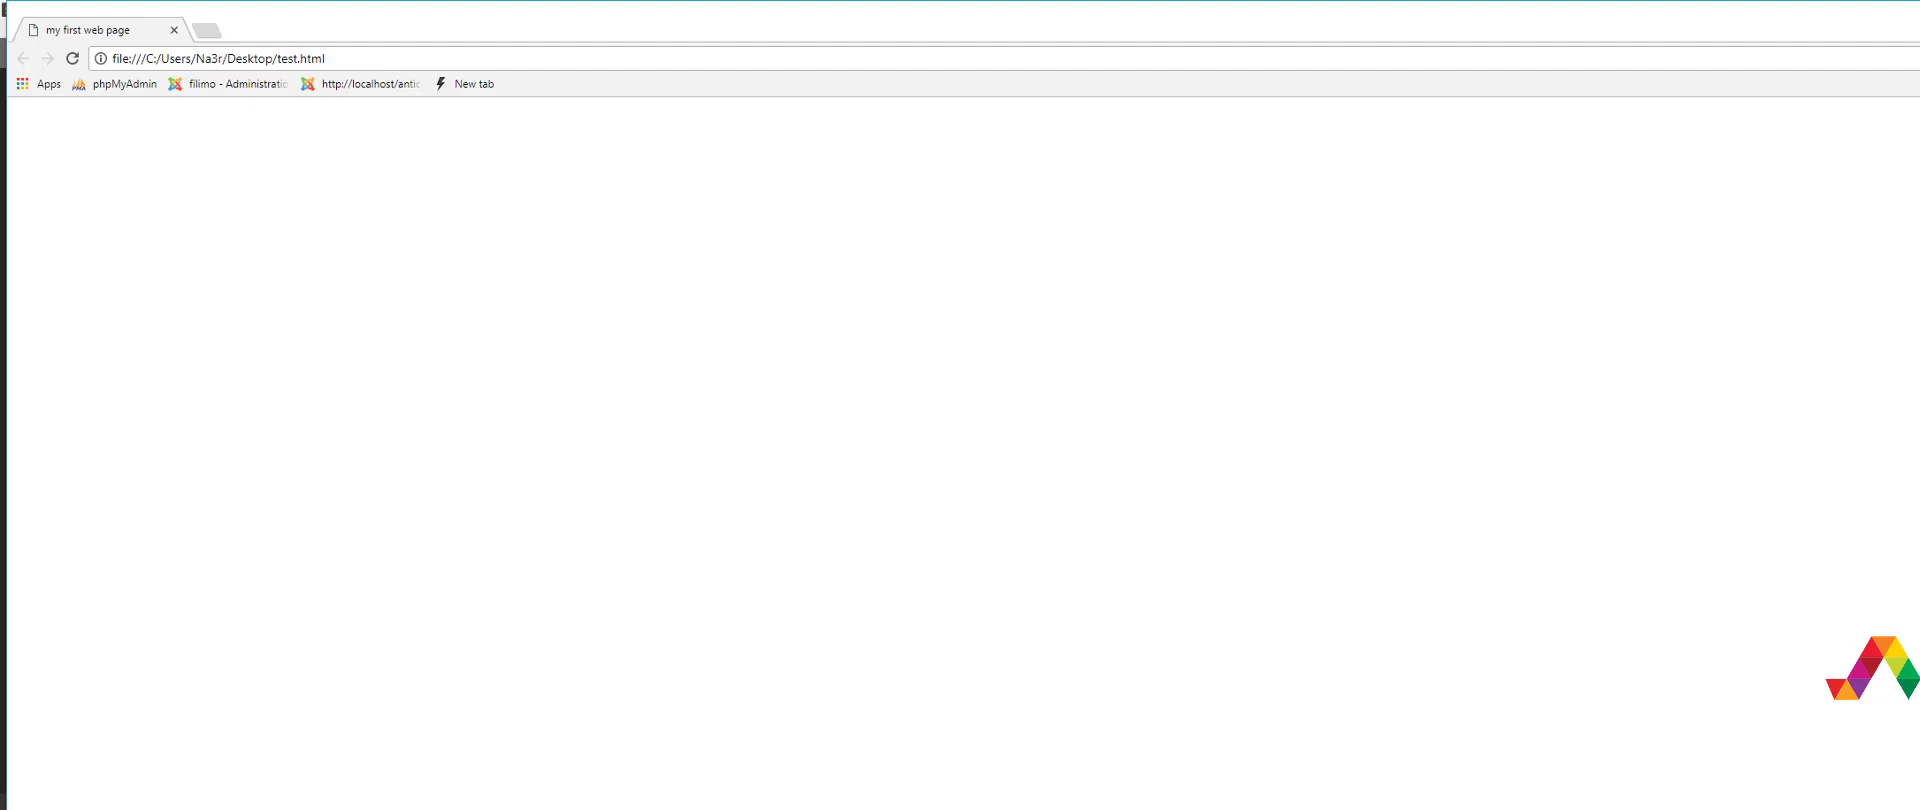 my first web page
file:///C:/Users/Na3r/Desktop/test.html
Apps phpMyAdmin filimo - Administratic http://localhost/antic New tab